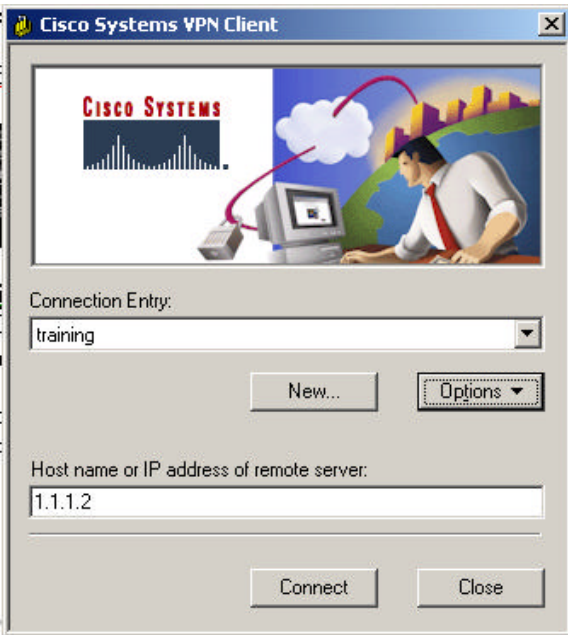 Cisco Systems VPN Client
CISCO SYSTEMS
Connection Entry:
training
New...
Options
Host name or IP address of remote server:
1.1.1.2
Connect
Close